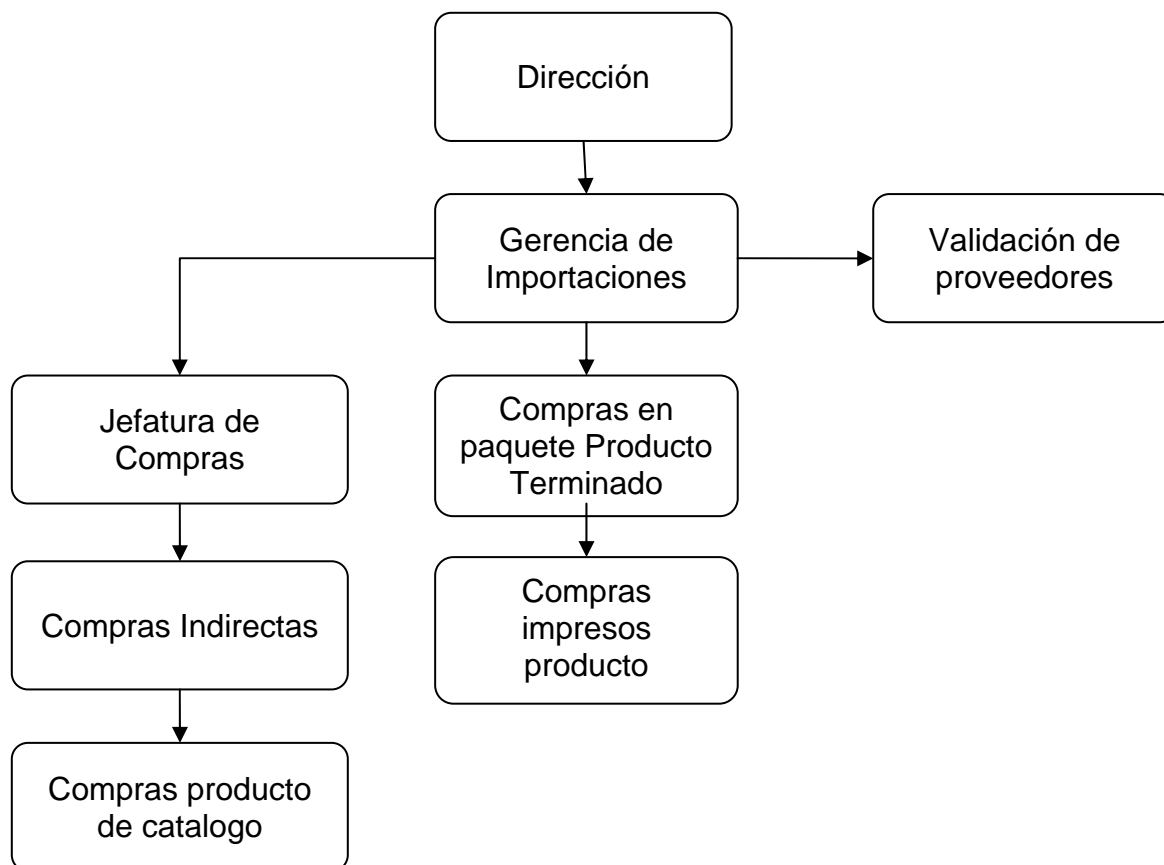 Dirección
Gerencia de
Importaciones
Validación de
proveedores
Jefatura de
Compras
Compras en
paquete Producto
Terminado
Compras Indirectas
Compras
impresos
producto
Compras producto
de catalogo